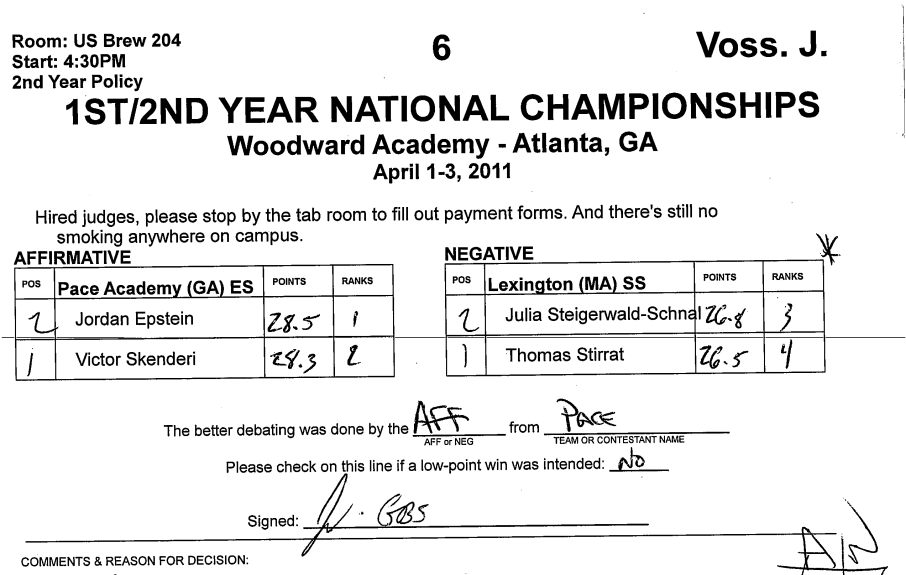 Room: US Brew 204
Start: 4:30PM
2nd Year Policy
6
Voss. J.
1ST/2ND YEAR NATIONAL CHAMPIONSHIPS
Woodward Academy - Atlanta, GA
April 1-3, 2011
Hired judges, please stop by the tab room to fill out payment forms. And there's still no
smoking anywhere on campus.
AFFIRMATIVE
POS Pace Academy (GA) ES POINTS RANKS
2 Jordan Epstein 28.5 1
1 Victor Skenderi 28.3 2
NEGATIVE
POS Lexington (MA) SS POINTS RANKS
2 Julia Steigerwald-Schnal 26.8 3
1 Thomas Stirrat 26.5 4
The better debating was done by the AFF from PACE
AFF or NEG TEAM OR CONTESTANT NAME
Please check on this line if a low-point win was intended: NO
Signed: GBS
COMMENTS & REASON FOR DECISION: